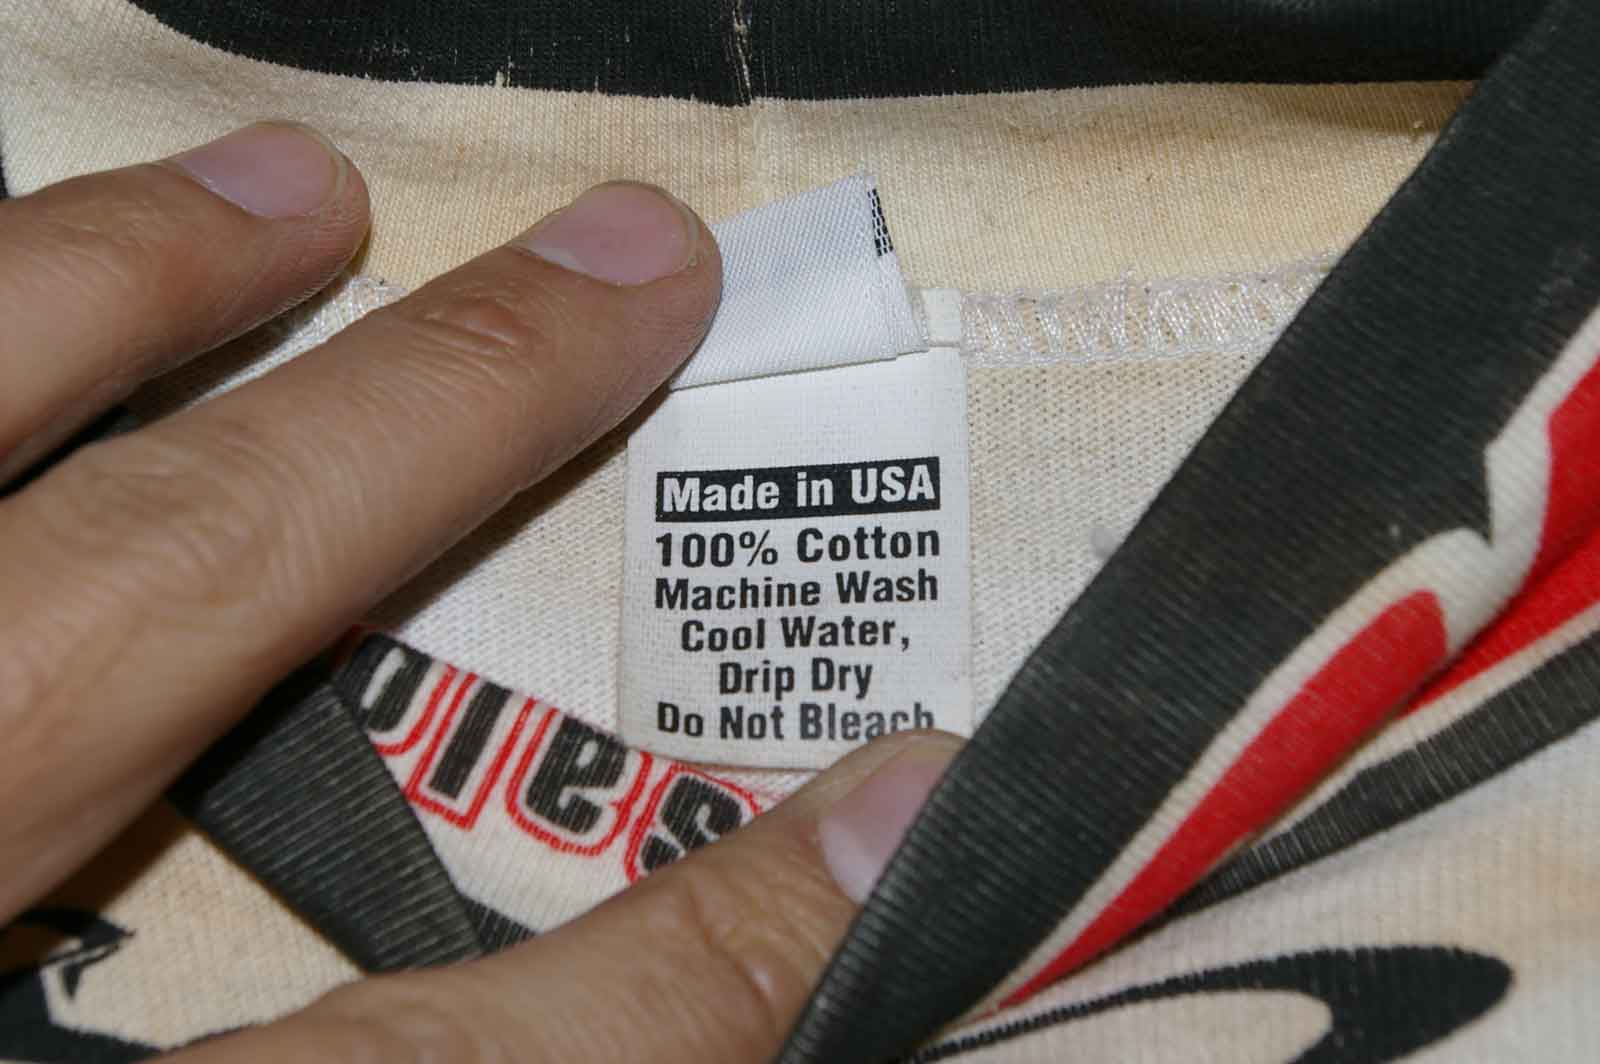 Made in USA
100% Cotton
Machine Wash
Cool Water,
Drip Dry
Do Not Bleach